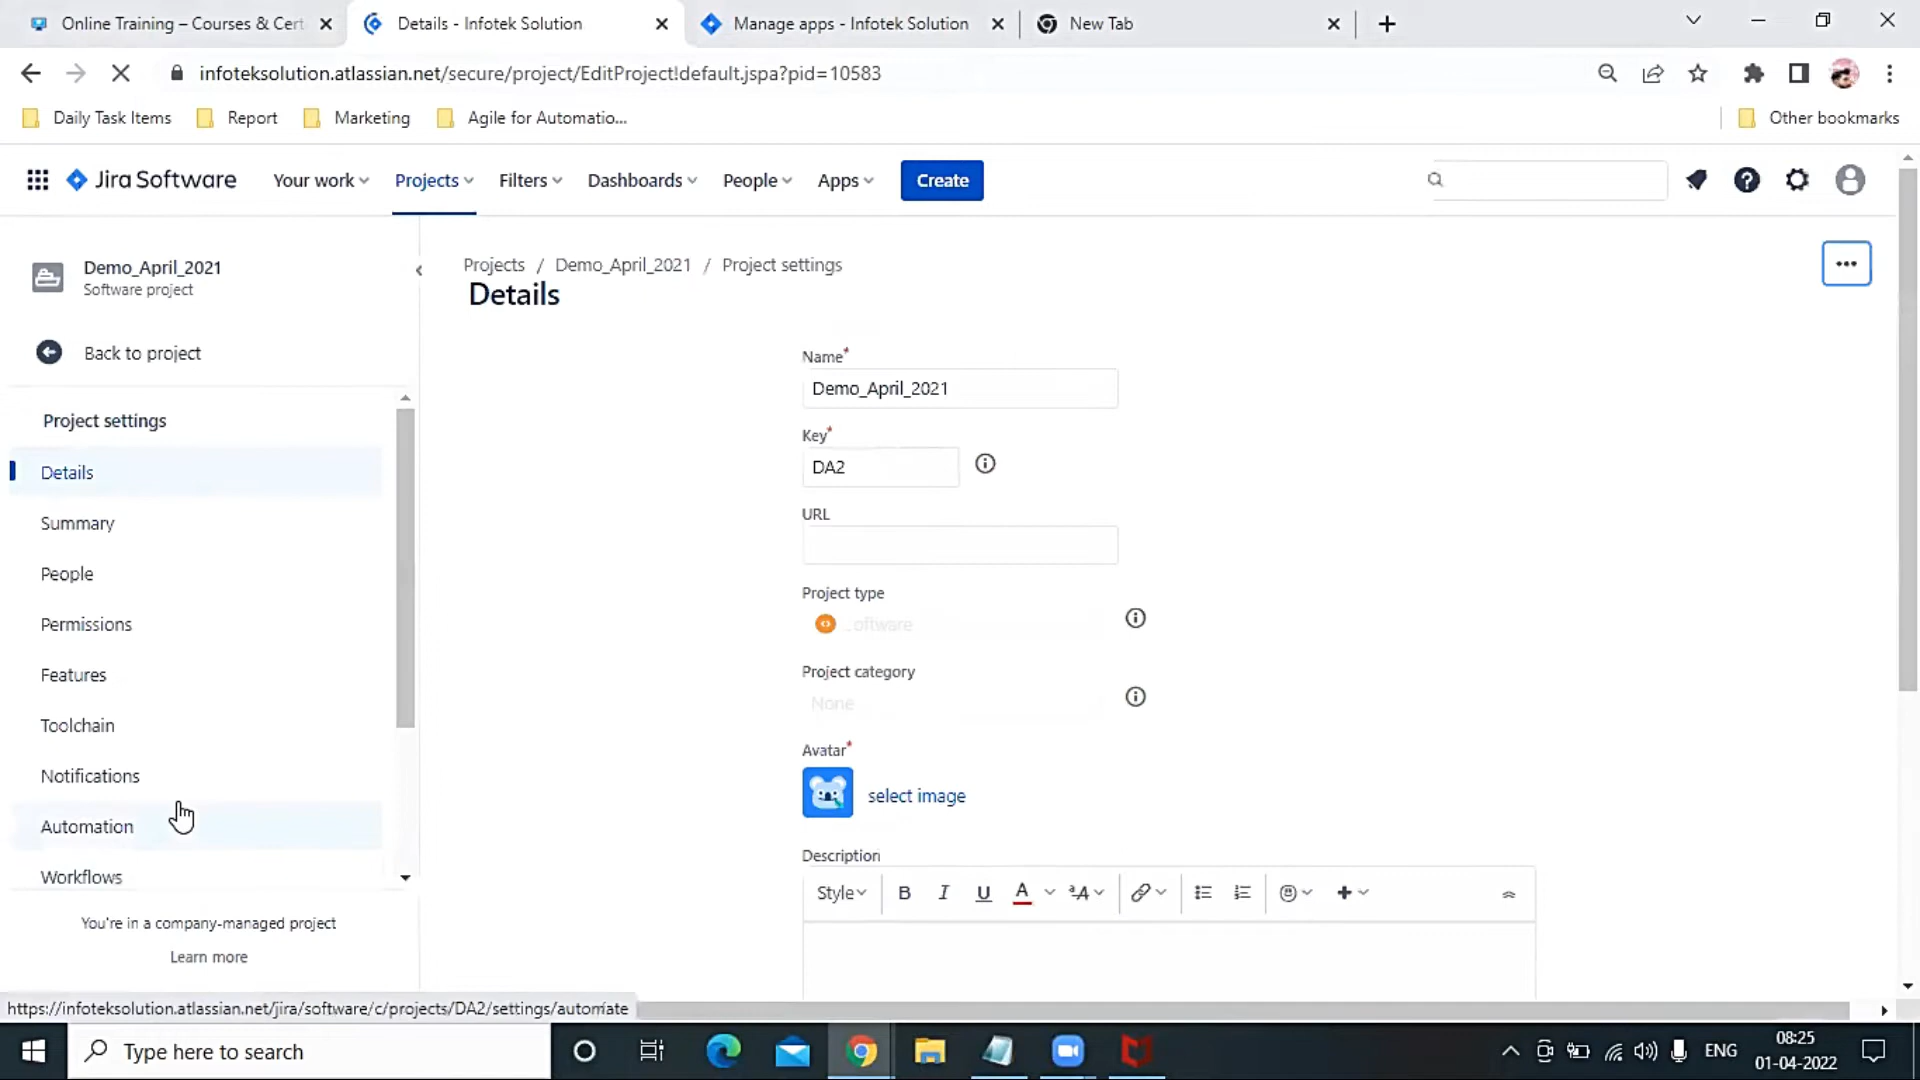 Online Training – Courses & Cert
Details - Infotek Solution
Manage apps - Infotek Solution
New Tab
infoteksolution.atlassian.net/secure/project/EditProject!default.jspa?pid=10583
Daily Task Items
Report
Marketing
Agile for Automatio...
Other bookmarks
Jira Software
Your work
Projects
Filters
Dashboards
People
Apps
Create
Demo_April_2021
Software project
Back to project
Project settings
Details
Summary
People
Permissions
Features
Toolchain
Notifications
Automation
Workflows
You're in a company-managed project
Learn more
Projects / Demo_April_2021 / Project settings
Details
Name*
Demo_April_2021
Key*
DA2
URL
Project type
oftware
Project category
None
Avatar*
select image
Description
Style
B I U A
https://infoteksolution.atlassian.net/jira/software/c/projects/DA2/settings/automate
Type here to search
ENG
08:25
01-04-2022